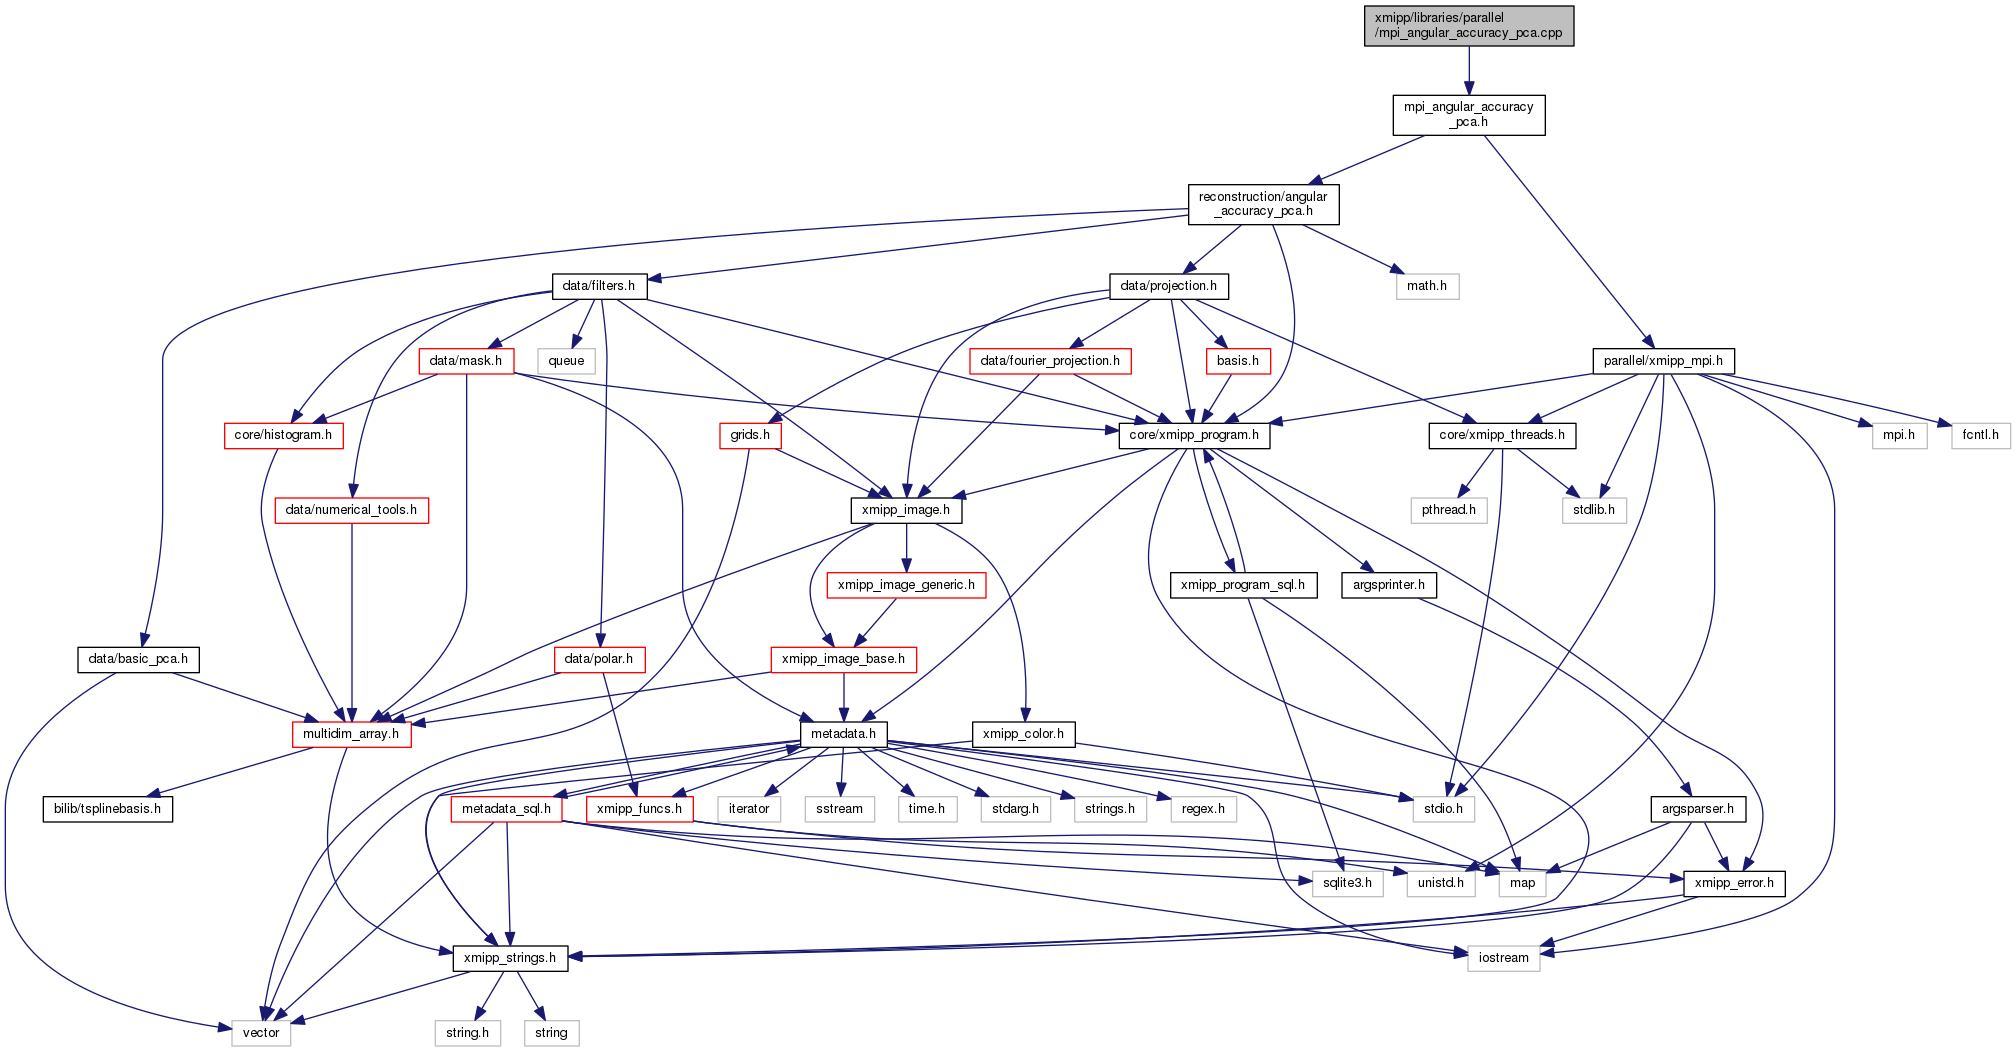 xmipp/libraries/parallel
/mpi_angular_accuracy_pca.cpp
mpi_angular_accuracy
_pca.h
reconstruction/angular
_accuracy_pca.h
data/filters.h
data/projection.h
math.h
data/mask.h
queue
data/fourier_projection.h
basis.h
parallel/xmipp_mpi.h
core/histogram.h
grids.h
core/xmipp_program.h
core/xmipp_threads.h
mpi.h
fcntl.h
data/numerical_tools.h
xmipp_image.h
pthread.h
stdlib.h
xmipp_image_generic.h
xmipp_program_sql.h
argsprinter.h
data/basic_pca.h
data/polar.h
xmipp_image_base.h
multidim_array.h
metadata.h
xmipp_color.h
bilib/tsplinebasis.h
metadata_sql.h
xmipp_funcs.h
iterator
sstream
time.h
stdarg.h
strings.h
regex.h
stdio.h
argsparser.h
sqlite3.h
unistd.h
map
xmipp_error.h
xmipp_strings.h
iostream
vector
string.h
string